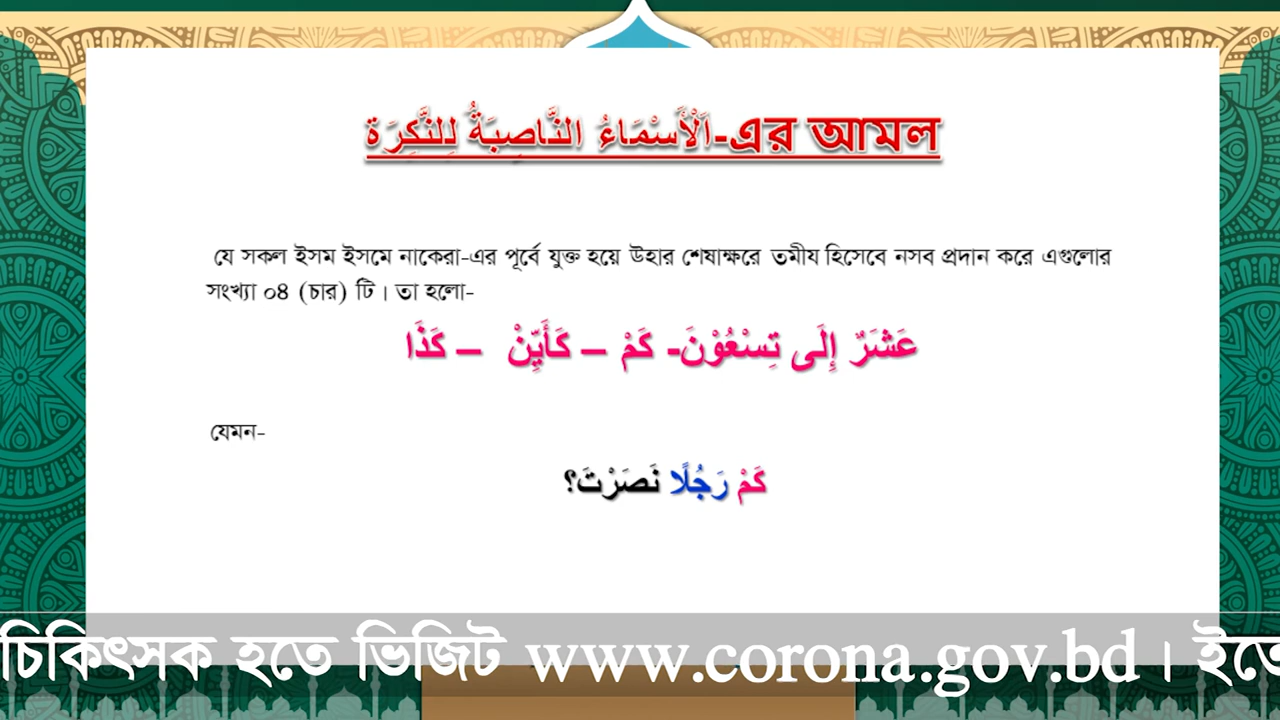 اَلْأَسْمَاءُ النَّاصِبَةُ لِلنَّكِرَة-এর আমল
যে সকল ইসম ইসমে নাকেরা-এর পূর্বে যুক্ত হয়ে উহার শেষাক্ষরে তমীয হিসেবে নসব প্রদান করে এগুলোর
সংখ্যা ০৪ (চার) টি। তা হলো-
عَشَرٌ إِلَى تِسْعُوْنَ- كَمْ – كَأَيِّنْ – كَذَا
যেমন-
كَمْ رَجُلًا نَصَرْتَ؟
চিকিৎসক হতে ভিজিট www.corona.gov.bd। ইতে